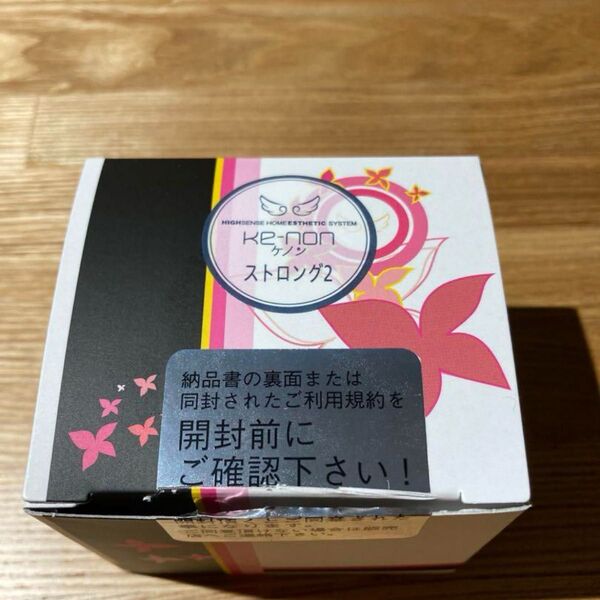 HIGHSENSE HOME ESTHETIC SYSTEM
Ke-non
ケノン
ストロング2
納品書の裏面または
同封されたご利用規約を
開封前に
ご確認下さい!